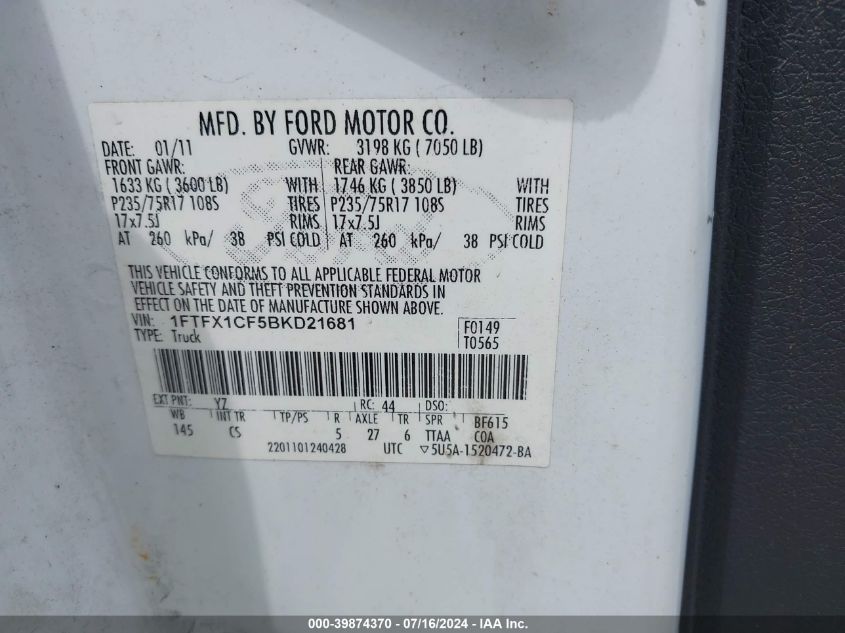 MFD. BY FORD MOTOR CO.
DATE: 01/11 GVWR: 3198 KG ( 7050 LB)
FRONT GAWR: REAR GAWR:
1633 KG ( 3600 LB) WITH 1746 KG ( 3850 LB) WITH
P235/75R17 108S TIRES P235/75R17 108S TIRES
17x7.5J RIMS 17x7.5J RIMS
AT 260 kPa/ 38 PSI COLD AT 260 kPa/ 38 PSI COLD
THIS VEHICLE CONFORMS TO ALL APPLICABLE FEDERAL MOTOR
VEHICLE SAFETY AND THEFT PREVENTION STANDARDS IN
EFFECT ON THE DATE OF MANUFACTURE SHOWN ABOVE.
VIN: 1FTFX1CF5BKD21681 F0149
TYPE: Truck T0565
EXT PNT: YZ RC: 44 DSO:
WB INT TR TP/PS R AXLE TR SPR BF615
145 CS 5 27 6 TTAA COA
2201101240428 UTC ▽5U5A-1520472-BA
000-39874370 - 07/16/2024 - IAA Inc.